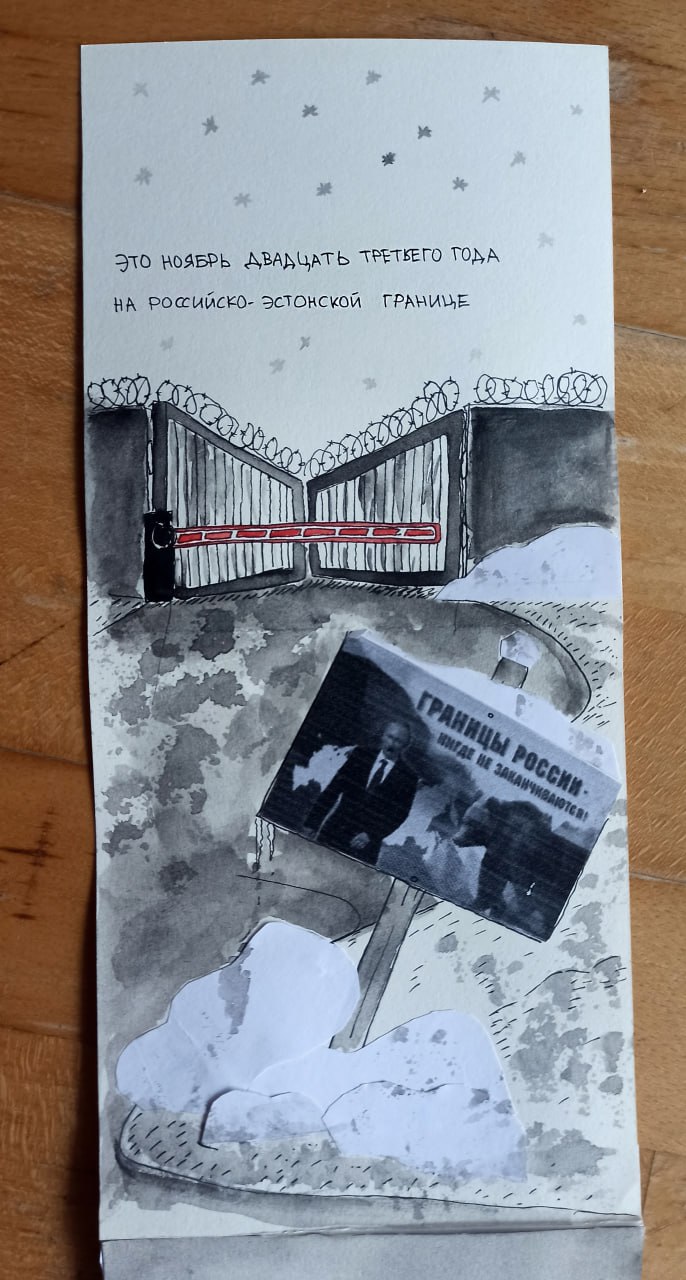 ЭТО НОЯБРЬ ДВАДЦАТЬ ТРЕТЬЕГО ГОДА
НА РОССИЙСКО-ЭСТОНСКОЙ ГРАНИЦЕ
ГРАНИЦЫ РОССИИ -
НИГДЕ НЕ ЗАКАНЧИВАЮТСЯ!